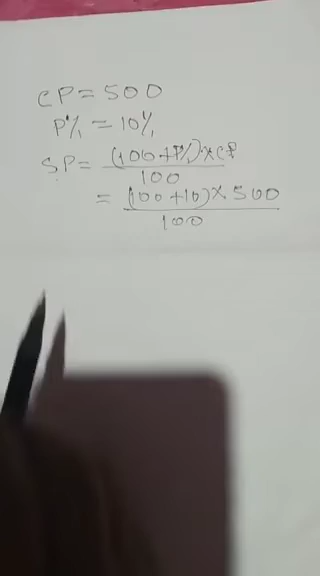 CP = 500
P% = 10%
SP = (100+P%) × CP
100
= (100+10) × 500
100